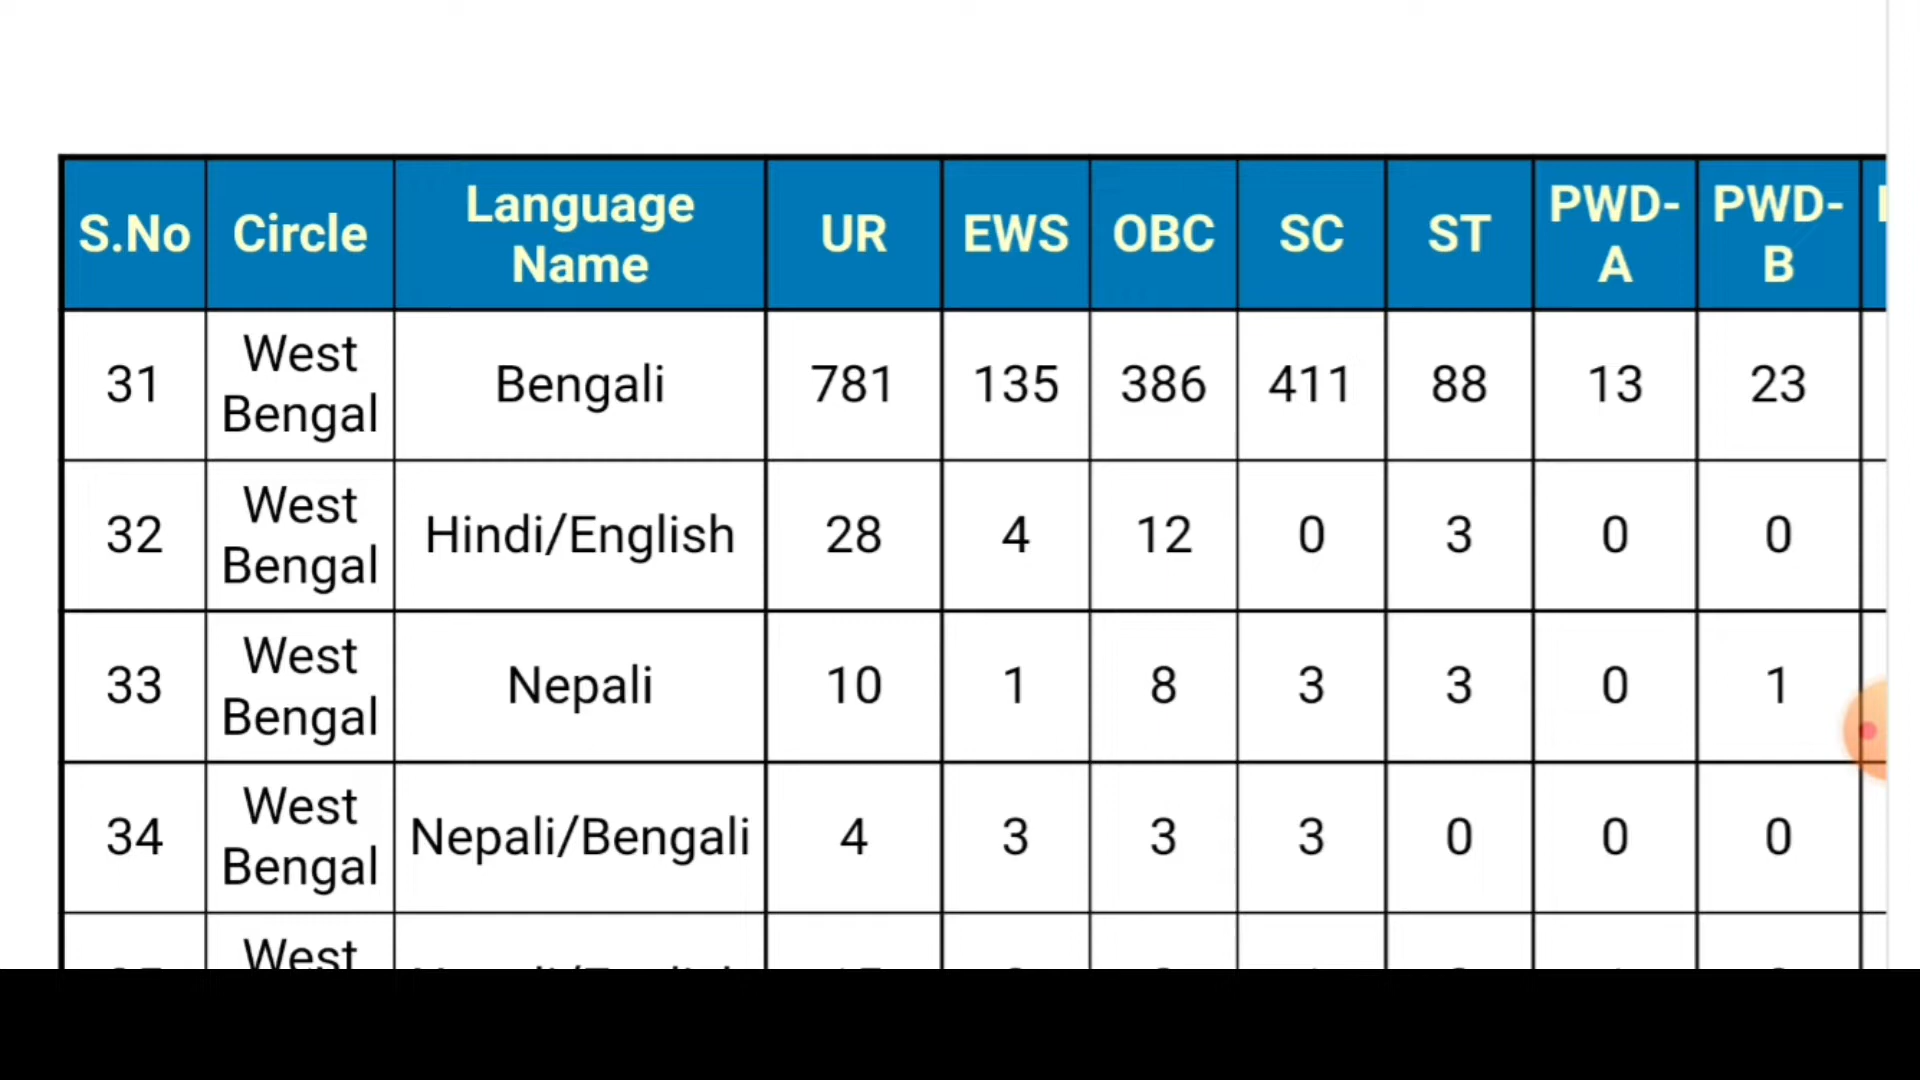 S.No Circle Language Name UR EWS OBC SC ST PWD-A PWD-B
31 West Bengal Bengali 781 135 386 411 88 13 23
32 West Bengal Hindi/English 28 4 12 0 3 0 0
33 West Bengal Nepali 10 1 8 3 3 0 1
34 West Bengal Nepali/Bengali 4 3 3 3 0 0 0
West